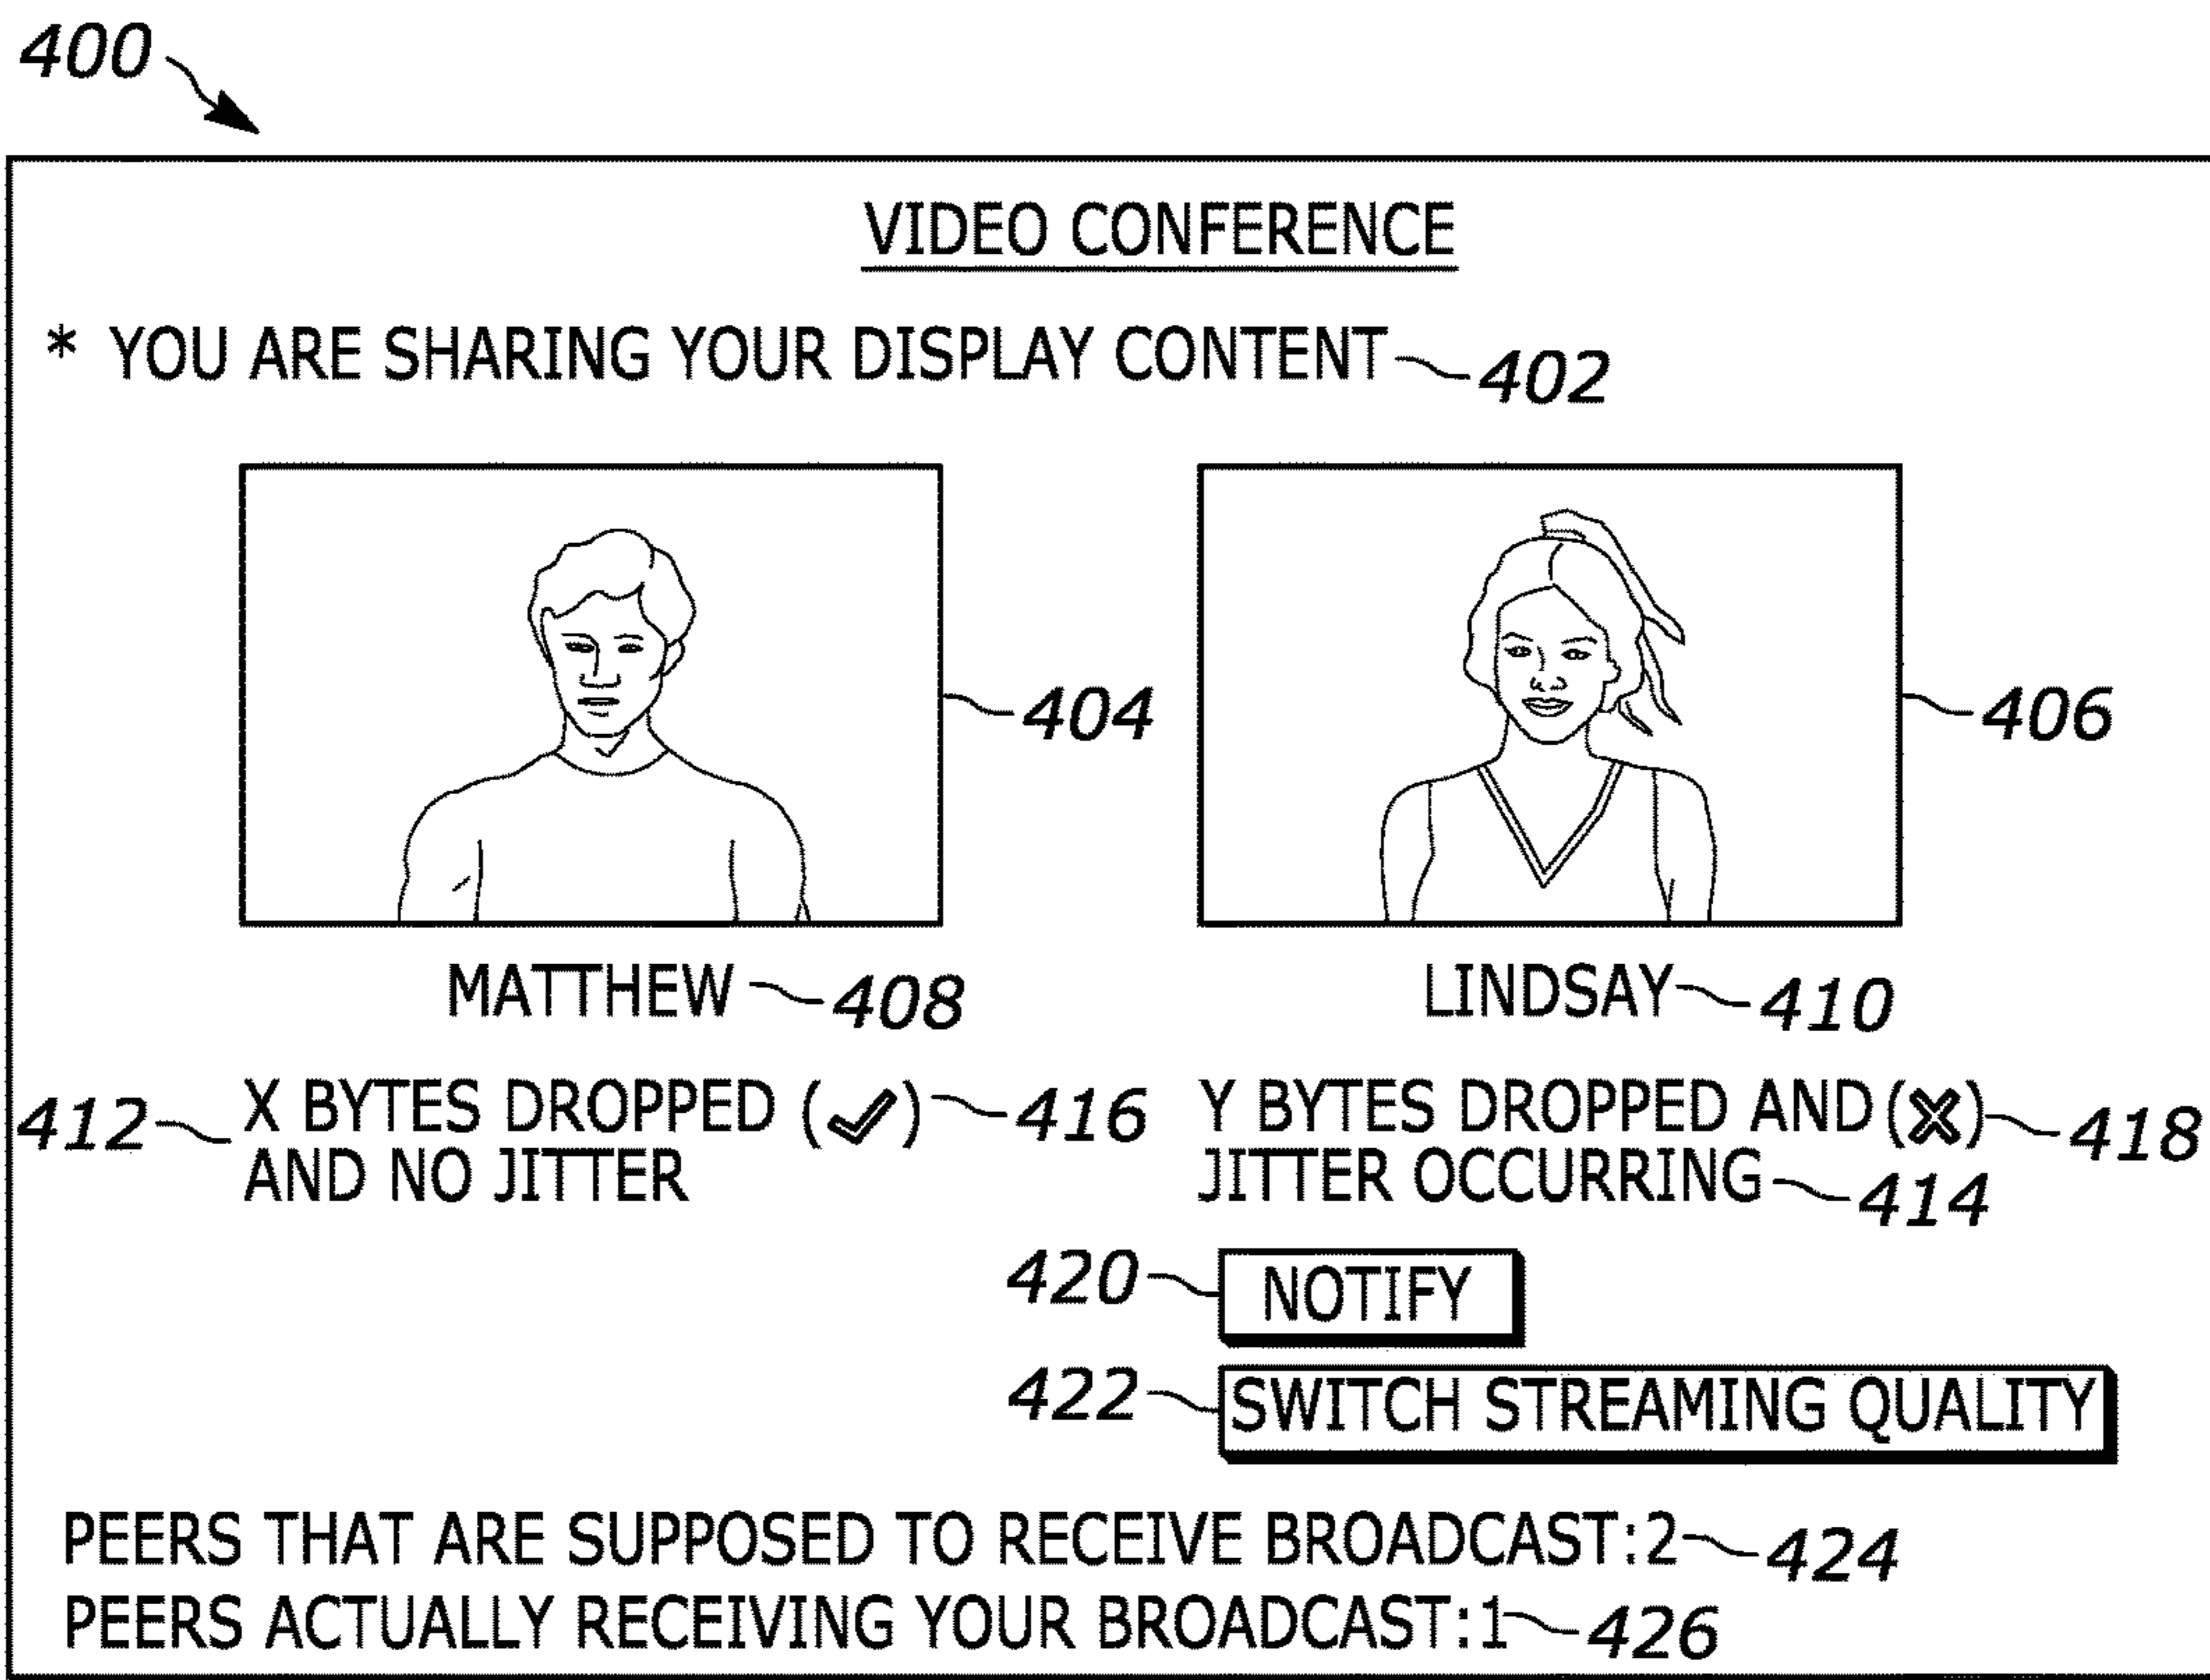 400
VIDEO CONFERENCE
* YOU ARE SHARING YOUR DISPLAY CONTENT 402
404
406
MATTHEW 408
LINDSAY 410
412 X BYTES DROPPED (✓) 416
AND NO JITTER
Y BYTES DROPPED AND (X) 418
JITTER OCCURRING 414
420 NOTIFY
422 SWITCH STREAMING QUALITY
PEERS THAT ARE SUPPOSED TO RECEIVE BROADCAST:2 424
PEERS ACTUALLY RECEIVING YOUR BROADCAST:1 426